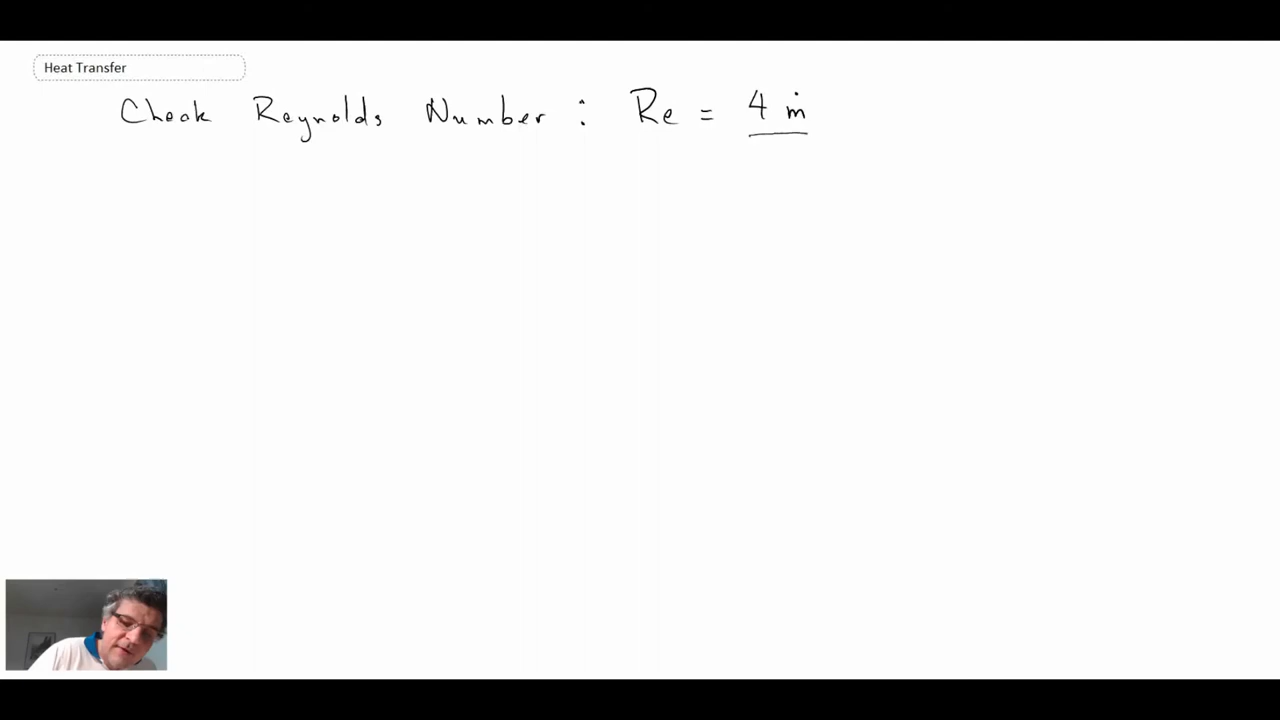 Heat Transfer
Check Reynolds Number : Re = 4 ṁ